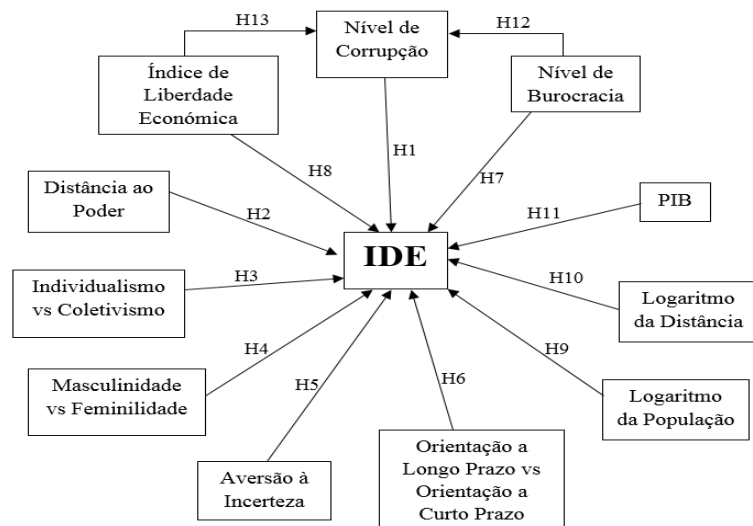 H13
Nível de
Corrupção
H12
Índice de
Liberdade
Económica
Nível de
Burocracia
H1
H8
H7
Distância ao
Poder
H2
H11
PIB
IDE
Individualismo
vs Coletivismo
H3
H10
Logaritmo
da Distância
H4
H9
Masculinidade
vs Feminilidade
H5
H6
Logaritmo
da População
Aversão à
Incerteza
Orientação a
Longo Prazo vs
Orientação a
Curto Prazo